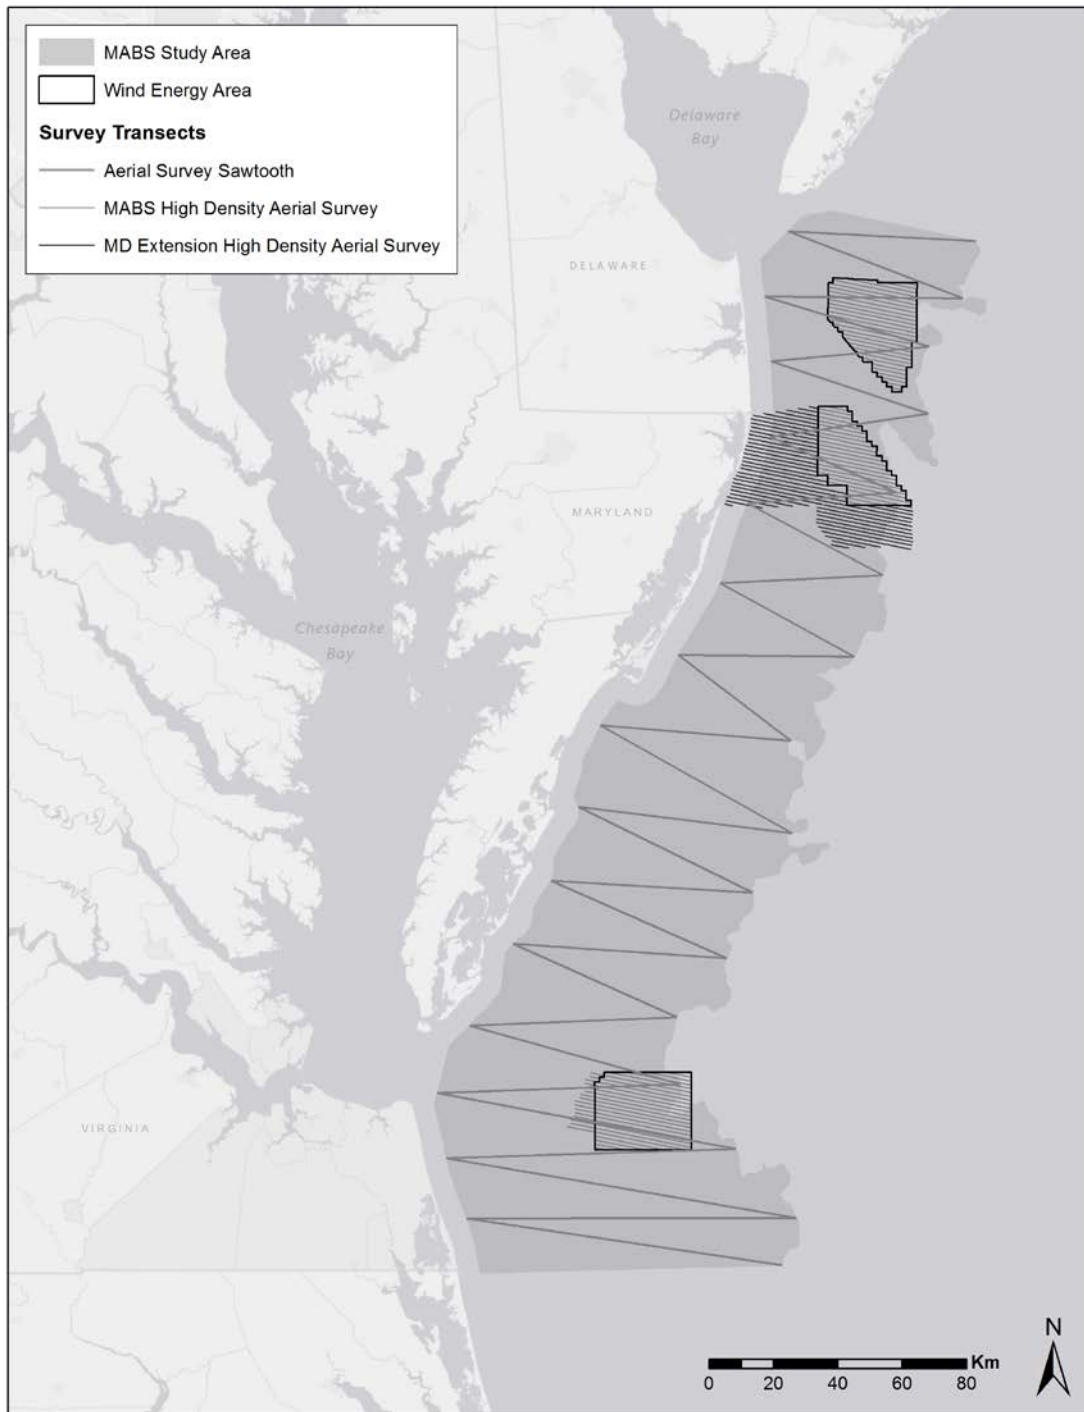 MABS Study Area
Wind Energy Area
Survey Transects
Aerial Survey Sawtooth
MABS High Density Aerial Survey
MD Extension High Density Aerial Survey
Delaware
Bay
DELAWARE
MARYLAND
Chesapeake
Bay
VIRGINIA
N
Km
0 20 40 60 80